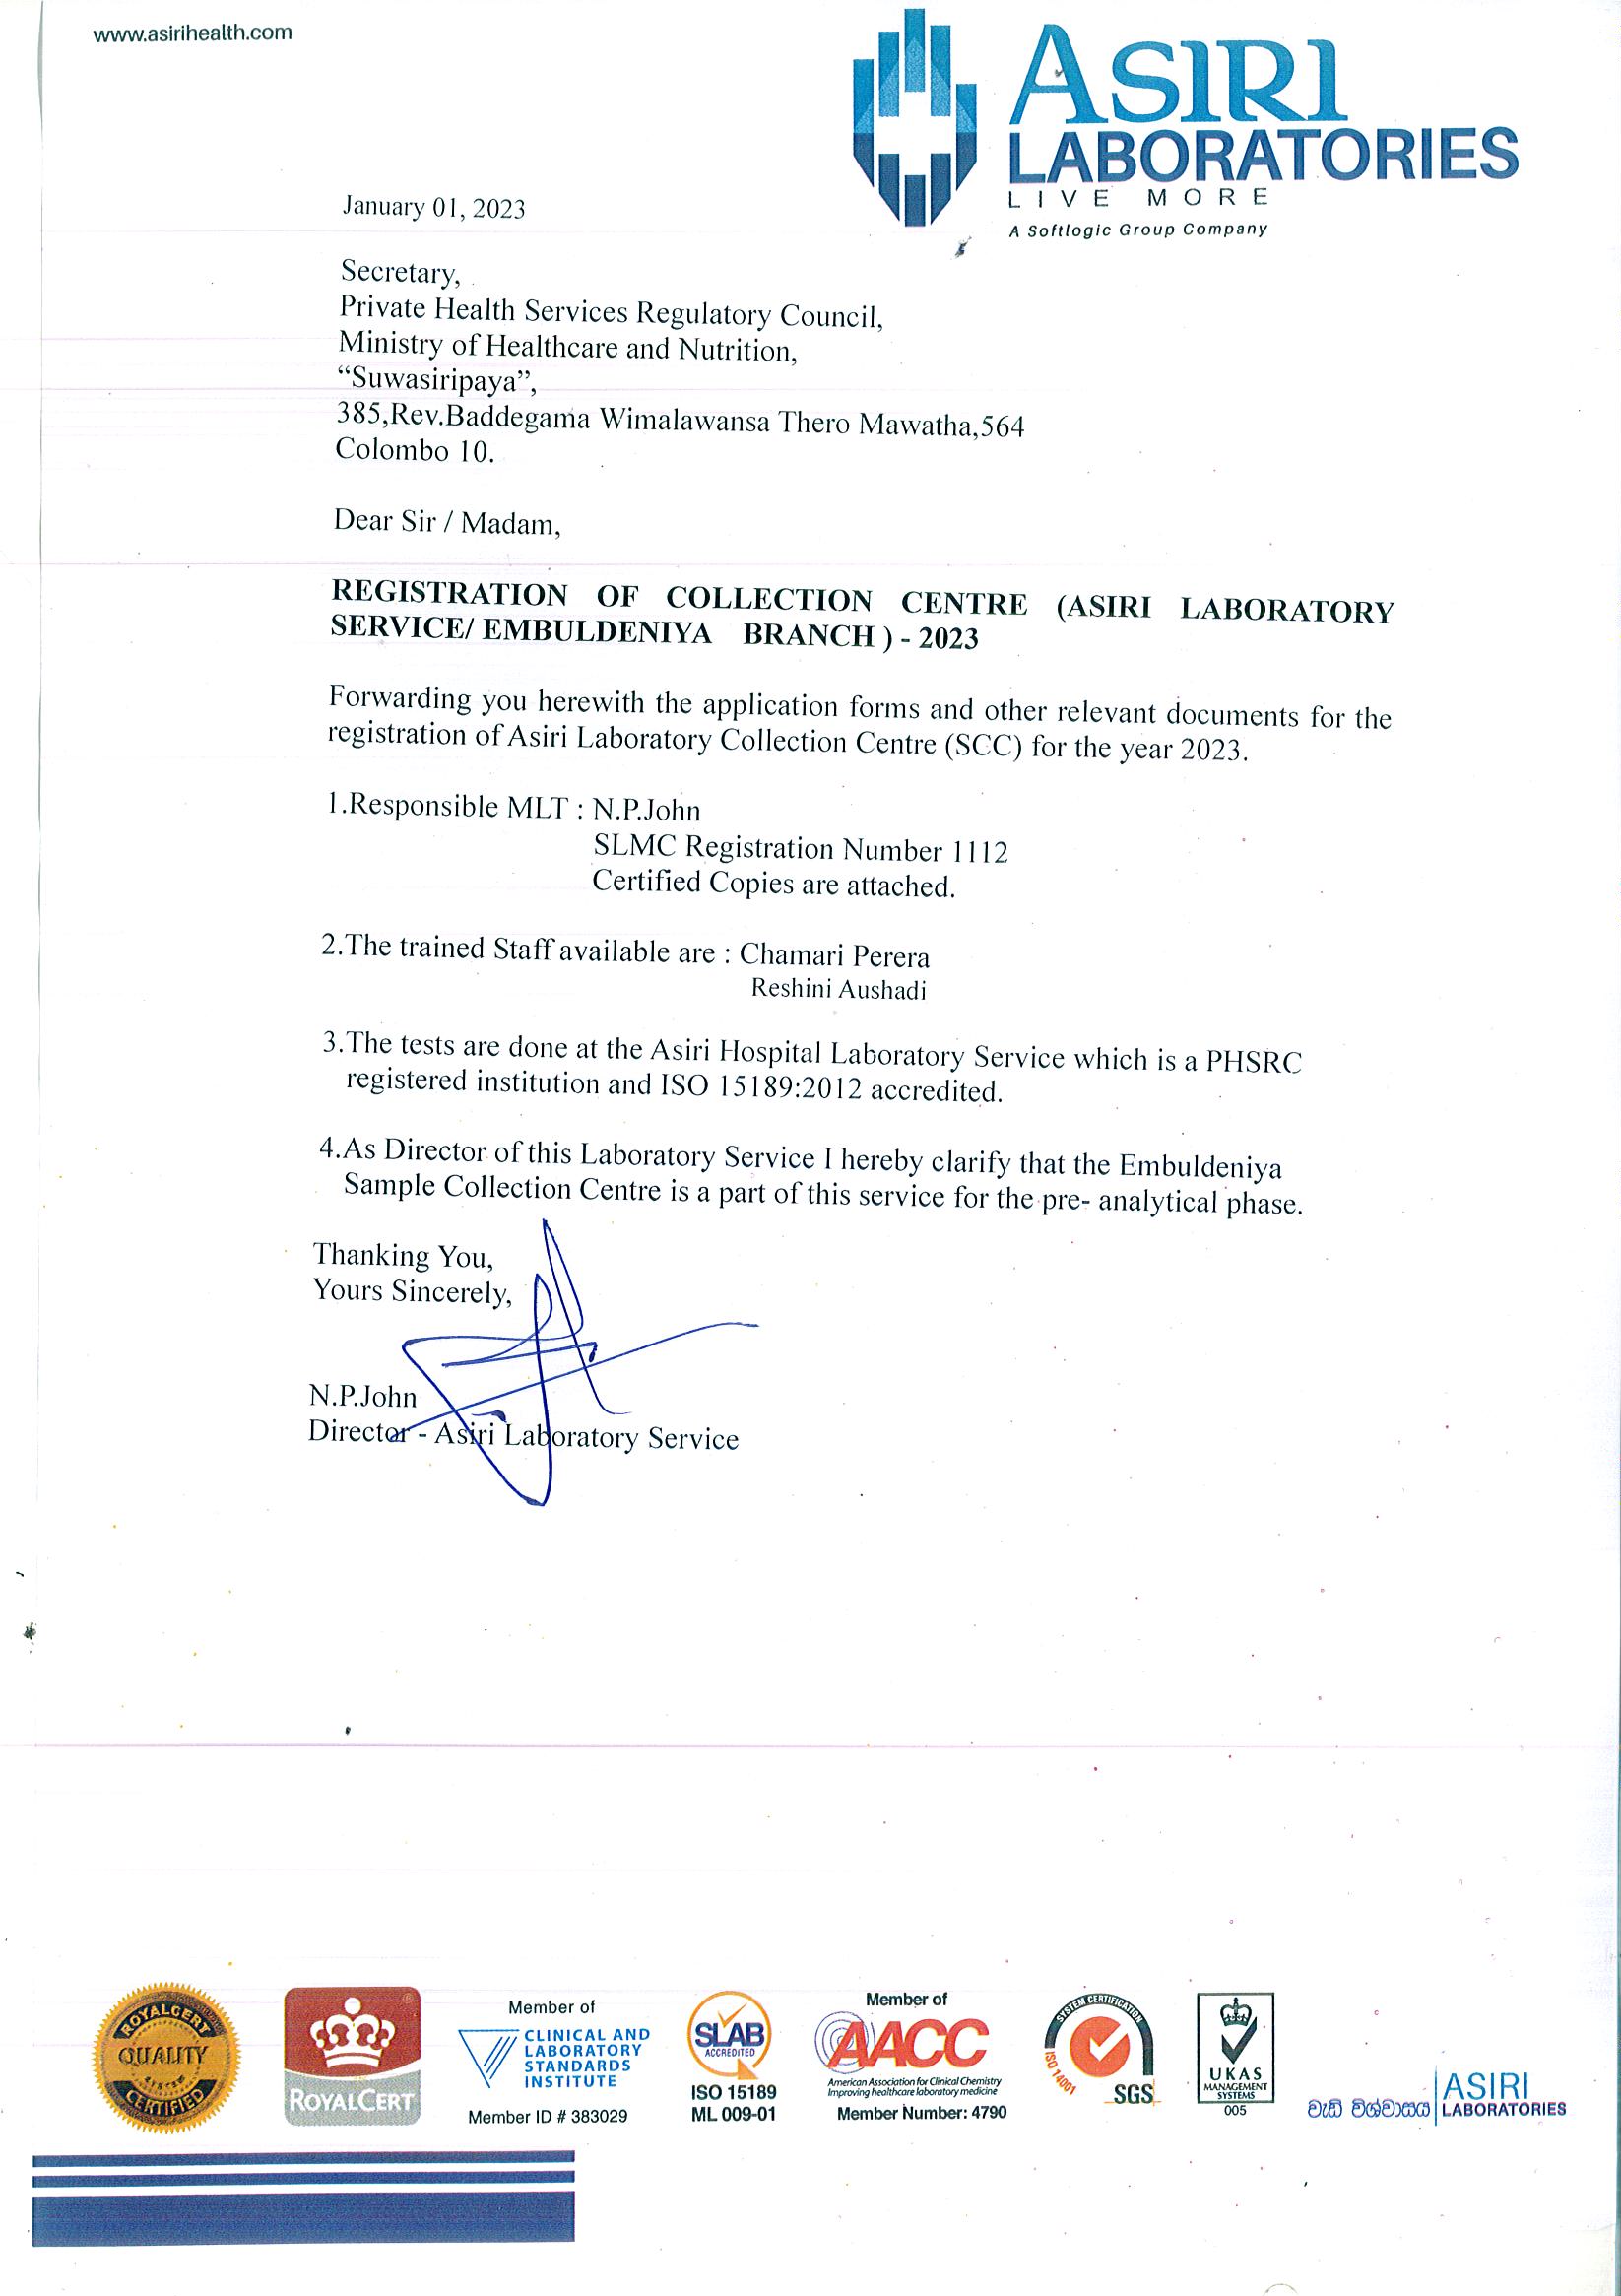 www.asirihealth.com
ASIRI
LABORATORIES
LIVE MORE
A Softlogic Group Company
January 01, 2023
Secretary,
Private Health Services Regulatory Council,
Ministry of Healthcare and Nutrition,
“Suwasiripaya”,
385,Rev.Baddegama Wimalawansa Thero Mawatha,564
Colombo 10.
Dear Sir / Madam,
REGISTRATION OF COLLECTION CENTRE (ASIRI LABORATORY
SERVICE/ EMBULDENIYA BRANCH ) - 2023
Forwarding you herewith the application forms and other relevant documents for the
registration of Asiri Laboratory Collection Centre (SCC) for the year 2023.
1.Responsible MLT : N.P.John
SLMC Registration Number 1112
Certified Copies are attached.
2.The trained Staff available are : Chamari Perera
Reshini Aushadi
3.The tests are done at the Asiri Hospital Laboratory Service which is a PHSRC
registered institution and ISO 15189:2012 accredited.
4.As Director of this Laboratory Service I hereby clarify that the Embuldeniya
Sample Collection Centre is a part of this service for the pre- analytical phase.
Thanking You,
Yours Sincerely,
N.P.John
Director - Asiri Laboratory Service
ROYALCERT
QUALITY
CERTIFIED
ROYALCERT
Member of
CLINICAL AND
LABORATORY
STANDARDS
INSTITUTE
Member ID # 383029
SLAB
ACCREDITED
ISO 15189
ML 009-01
Member of
AACC
American Association for Clinical Chemistry
Improving healthcare laboratory medicine
Member Number: 4790
SYSTEM CERTIFICATION
ISO 14001
SGS
UKAS
MANAGEMENT
SYSTEMS
005
වැඩි විශ්වාසය
ASIRI
LABORATORIES